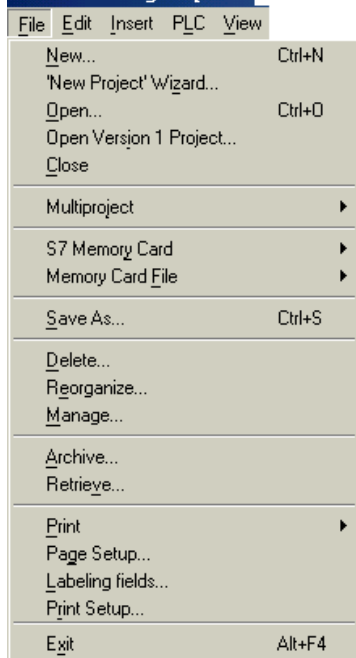 File Edit Insert PLC View
New... Ctrl+N
'New Project' Wizard...
Open... Ctrl+O
Open Version 1 Project...
Close
Multiproject
S7 Memory Card
Memory Card File
Save As... Ctrl+S
Delete...
Reorganize...
Manage...
Archive...
Retrieve...
Print
Page Setup...
Labeling fields...
Print Setup...
Exit Alt+F4